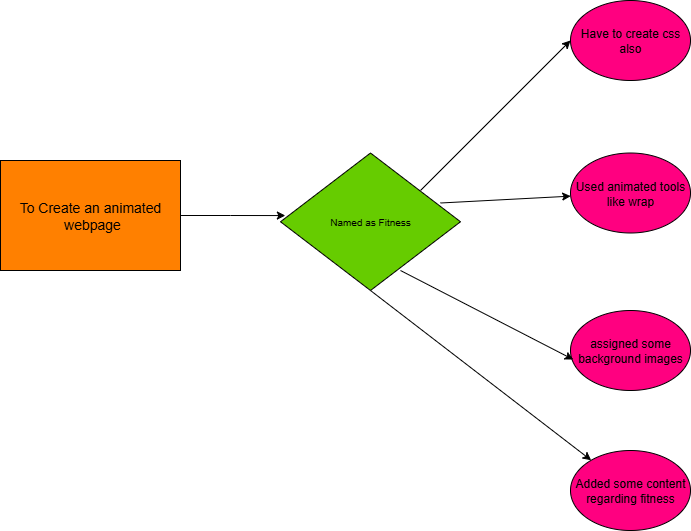 To Create an animated
webpage
Named as Fitness
Have to create css
also
Used animated tools
like wrap
assigned some
background images
Added some content
regarding fitness